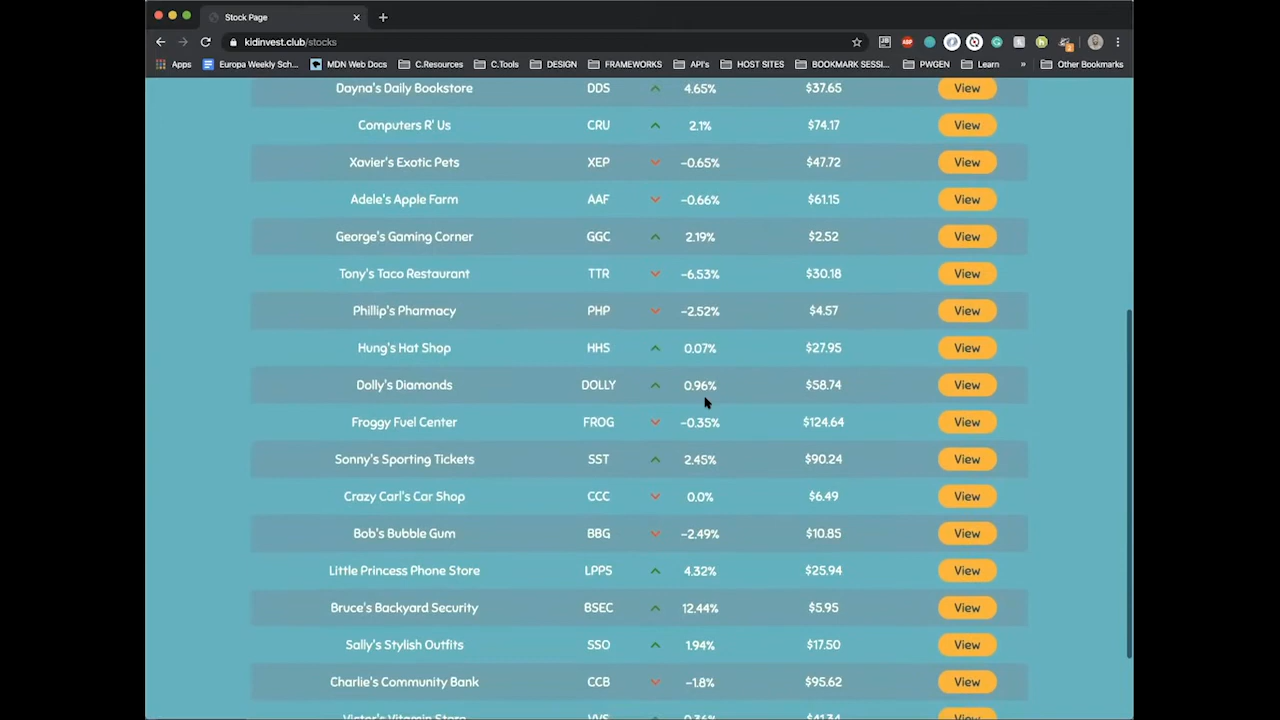 Stock Page
kidinvest.club/stocks
Apps Europa Weekly Sch... MDN Web Docs C.Resources C.Tools DESIGN FRAMEWORKS API's HOST SITES BOOKMARK SESSI... PWGEN Learn » Other Bookmarks
Dayna's Daily Bookstore DDS 4.65% $37.65 View
Computers R' Us CRU 2.1% $74.17 View
Xavier's Exotic Pets XEP -0.65% $47.72 View
Adele's Apple Farm AAF -0.66% $61.15 View
George's Gaming Corner GGC 2.19% $2.52 View
Tony's Taco Restaurant TTR -6.53% $30.18 View
Phillip's Pharmacy PHP -2.52% $4.57 View
Hung's Hat Shop HHS 0.07% $27.95 View
Dolly's Diamonds DOLLY 0.96% $58.74 View
Froggy Fuel Center FROG -0.35% $124.64 View
Sonny's Sporting Tickets SST 2.45% $90.24 View
Crazy Carl's Car Shop CCC 0.0% $6.49 View
Bob's Bubble Gum BBG -2.49% $10.85 View
Little Princess Phone Store LPPS 4.32% $25.94 View
Bruce's Backyard Security BSEC 12.44% $5.95 View
Sally's Stylish Outfits SSO 1.94% $17.50 View
Charlie's Community Bank CCB -1.8% $95.62 View
Victor's Vitamin Store VVS 0.36% $41.34